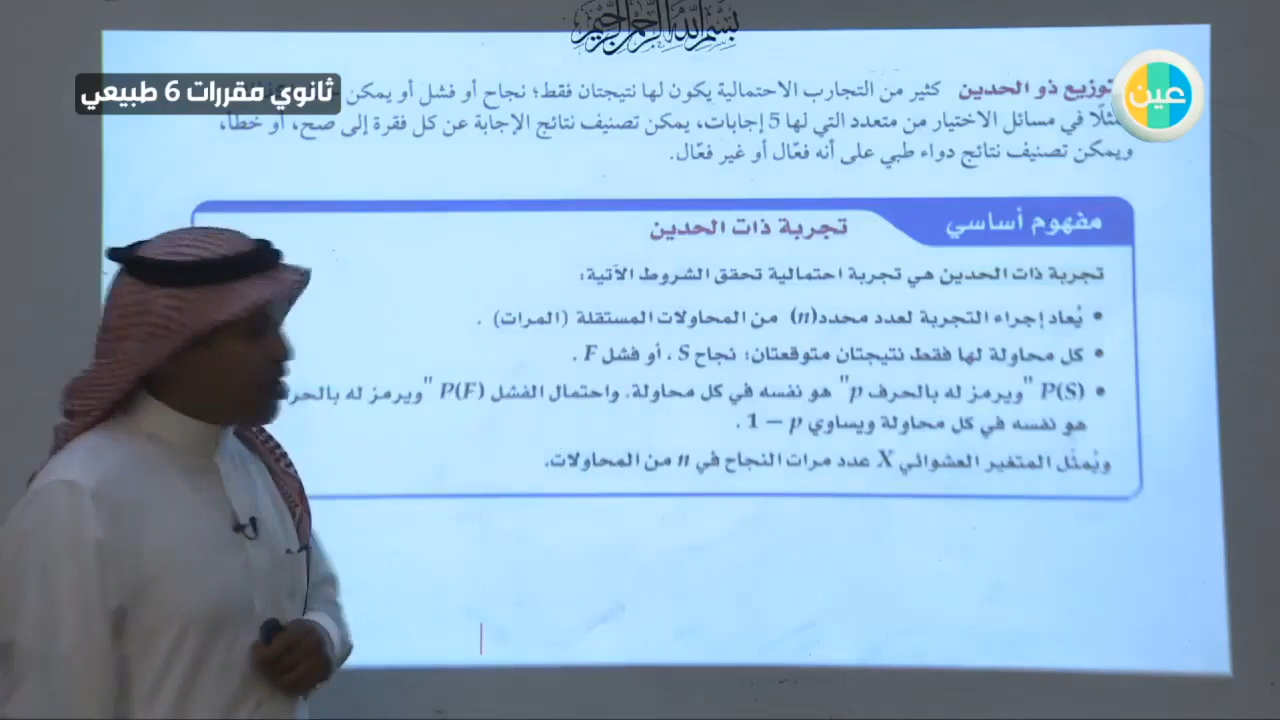 بسم الله الرحمن الرحيم
ثانوي مقررات 6 طبيعي
عين
توزيع ذو الحدين كثير من التجارب الاحتمالية يكون لها نتيجتان فقط؛ نجاح أو فشل أو يمكن
في مسائل الاختيار من متعدد التي لها 5 إجابات، يمكن تصنيف نتائج الإجابة عن كل فقرة إلى صح، أو خطأ،
ويمكن تصنيف نتائج دواء طبي على أنه فعّال أو غير فعّال.
مفهوم أساسي
تجربة ذات الحدين
تجربة ذات الحدين هي تجربة احتمالية تحقق الشروط الآتية:
• يُعاد إجراء التجربة لعدد محدد(n) من المحاولات المستقلة (المرات) .
• كل محاولة لها فقط نتيجتان متوقعتان؛ نجاح S ، أو فشل F .
• P(S) "ويرمز له بالحرف p" هو نفسه في كل محاولة. واحتمال الفشل P(F) "ويرمز له
هو نفسه في كل محاولة ويساوي 1 − p .
ويُمثِّل المتغير العشوائي X عدد مرات النجاح في n من المحاولات.